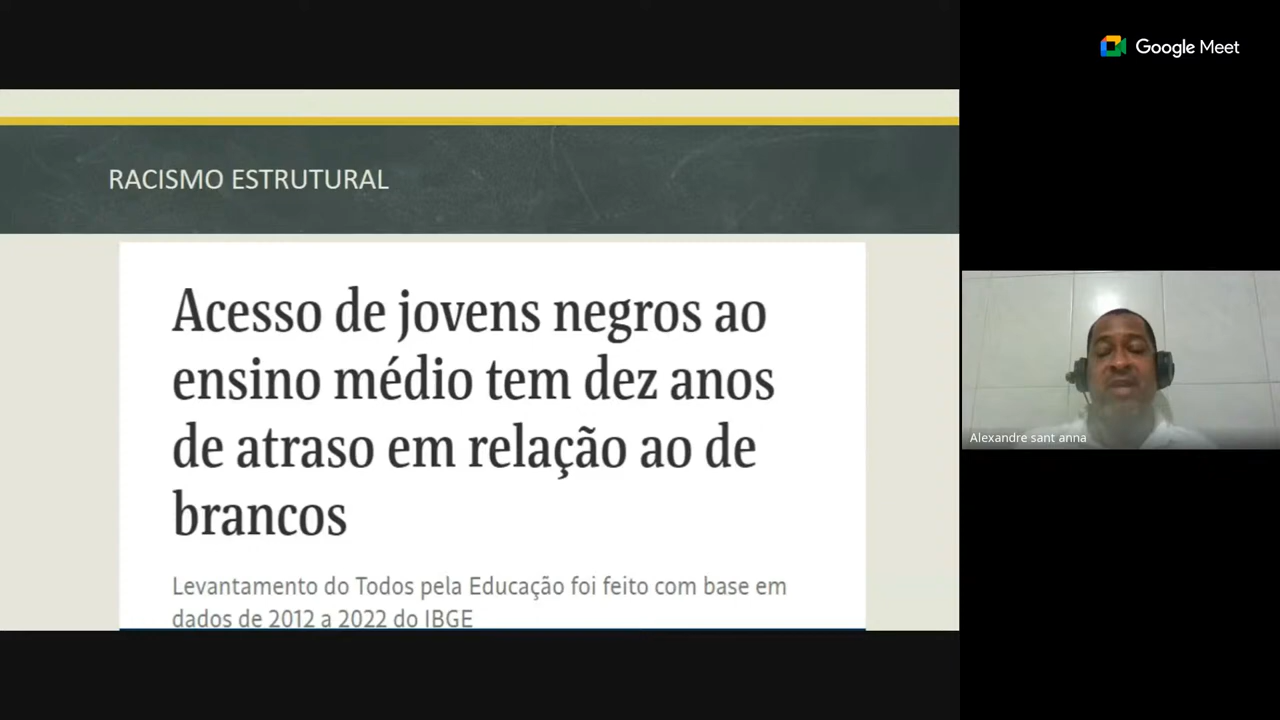 Google Meet
RACISMO ESTRUTURAL
Acesso de jovens negros ao
ensino médio tem dez anos
de atraso em relação ao de
brancos
Levantamento do Todos pela Educação foi feito com base em
dados de 2012 a 2022 do IBGE
Alexandre sant anna